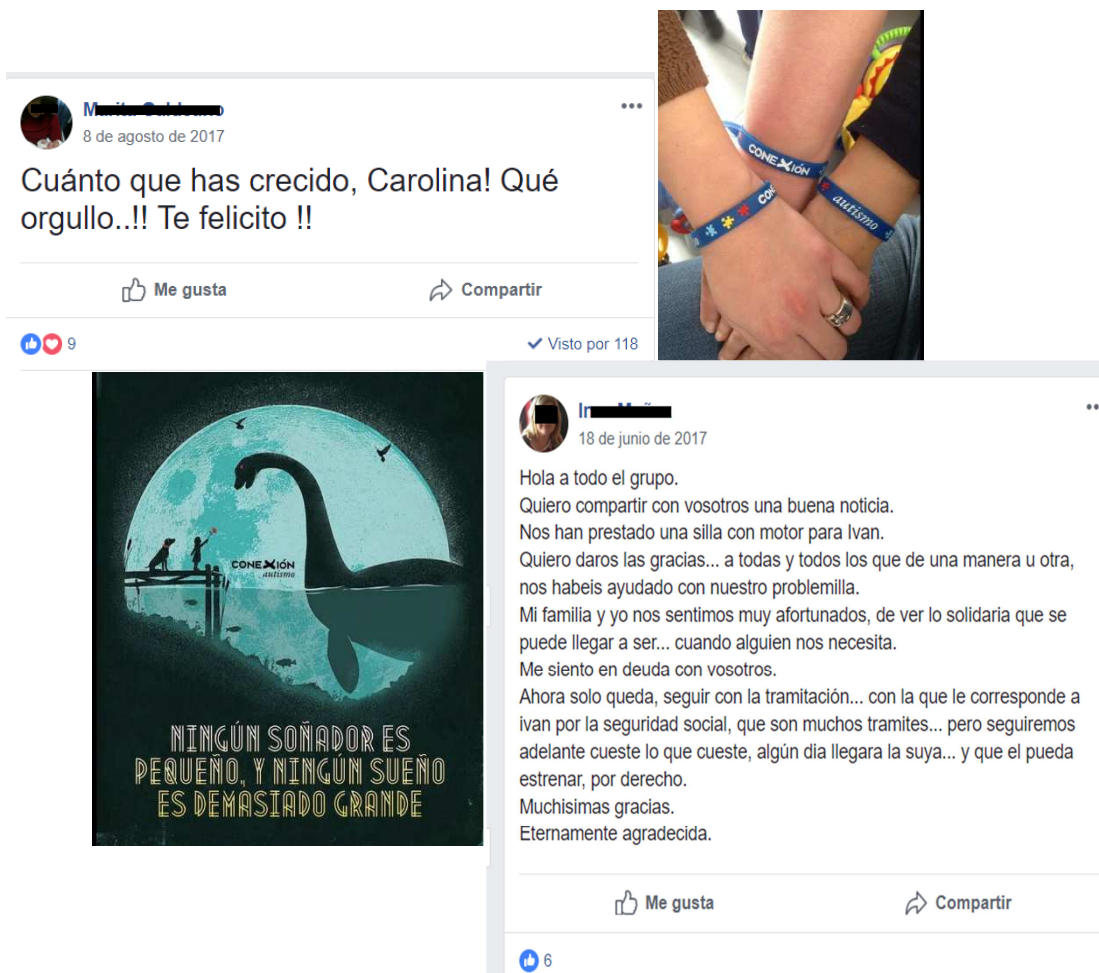 8 de agosto de 2017
Cuánto que has crecido, Carolina! Qué
orgullo..!! Te felicito !!
Me gusta
Compartir
9
Visto por 118
CONEXIÓN
CON
autismo
CONEXIÓN
autismo
NINGÚN SOÑADOR ES
PEQUEÑO, Y NINGÚN SUEÑO
ES DEMASIADO GRANDE
18 de junio de 2017
Hola a todo el grupo.
Quiero compartir con vosotros una buena noticia.
Nos han prestado una silla con motor para Ivan.
Quiero daros las gracias... a todas y todos los que de una manera u otra,
nos habeis ayudado con nuestro problemilla.
Mi familia y yo nos sentimos muy afortunados, de ver lo solidaria que se
puede llegar a ser... cuando alguien nos necesita.
Me siento en deuda con vosotros.
Ahora solo queda, seguir con la tramitación... con la que le corresponde a
ivan por la seguridad social, que son muchos tramites... pero seguiremos
adelante cueste lo que cueste, algún dia llegara la suya... y que el pueda
estrenar, por derecho.
Muchisimas gracias.
Eternamente agradecida.
Me gusta
Compartir
6